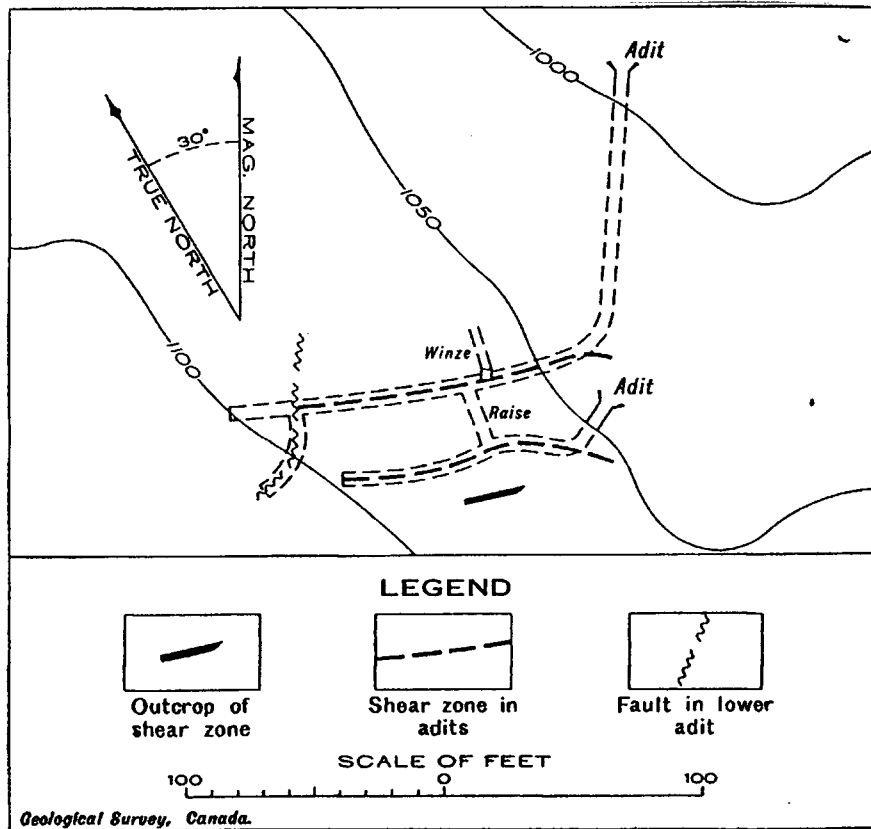 Adit
1000
30°
MAG. NORTH
TRUE NORTH
1050
1100
Winze
Adit
Raise
LEGEND
Outcrop of
shear zone
Shear zone in
adits
Fault in lower
adit
SCALE OF FEET
100 0 100
Geological Survey, Canada.